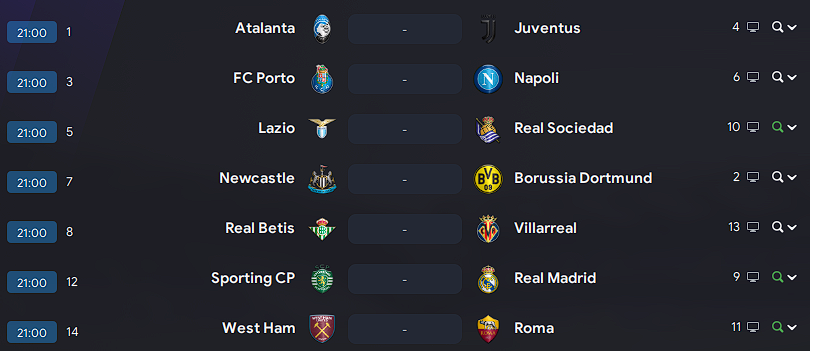 21:00 1 Atalanta - Juventus 4
21:00 3 FC Porto - Napoli 6
21:00 5 Lazio - Real Sociedad 10
21:00 7 Newcastle - Borussia Dortmund 2
21:00 8 Real Betis - Villarreal 13
21:00 12 Sporting CP - Real Madrid 9
21:00 14 West Ham - Roma 11